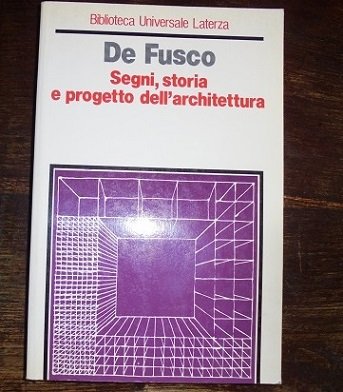 Biblioteca Universale Laterza
De Fusco
Segni, storia
e progetto dell'architettura